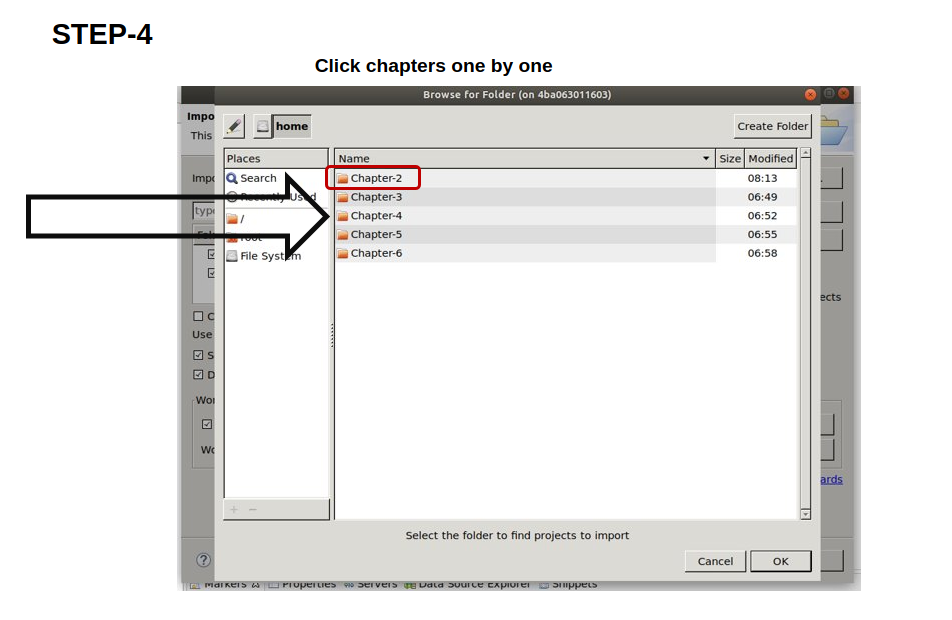 STEP-4
Click chapters one by one
Browse for Folder (on 4ba063011603)
Impo
This
home
Create Folder
Places
Name
Size
Modified
Impo
Search
Chapter-2
08:13
Recently Used
Chapter-3
06:49
type
/
Chapter-4
06:52
root
Chapter-5
06:55
File System
Chapter-6
06:58
ects
C
Use
S
D
Wor
Wo
ards
Select the folder to find projects to import
Cancel
OK
Markers
Properties
Servers
Data Source Explorer
Snippets